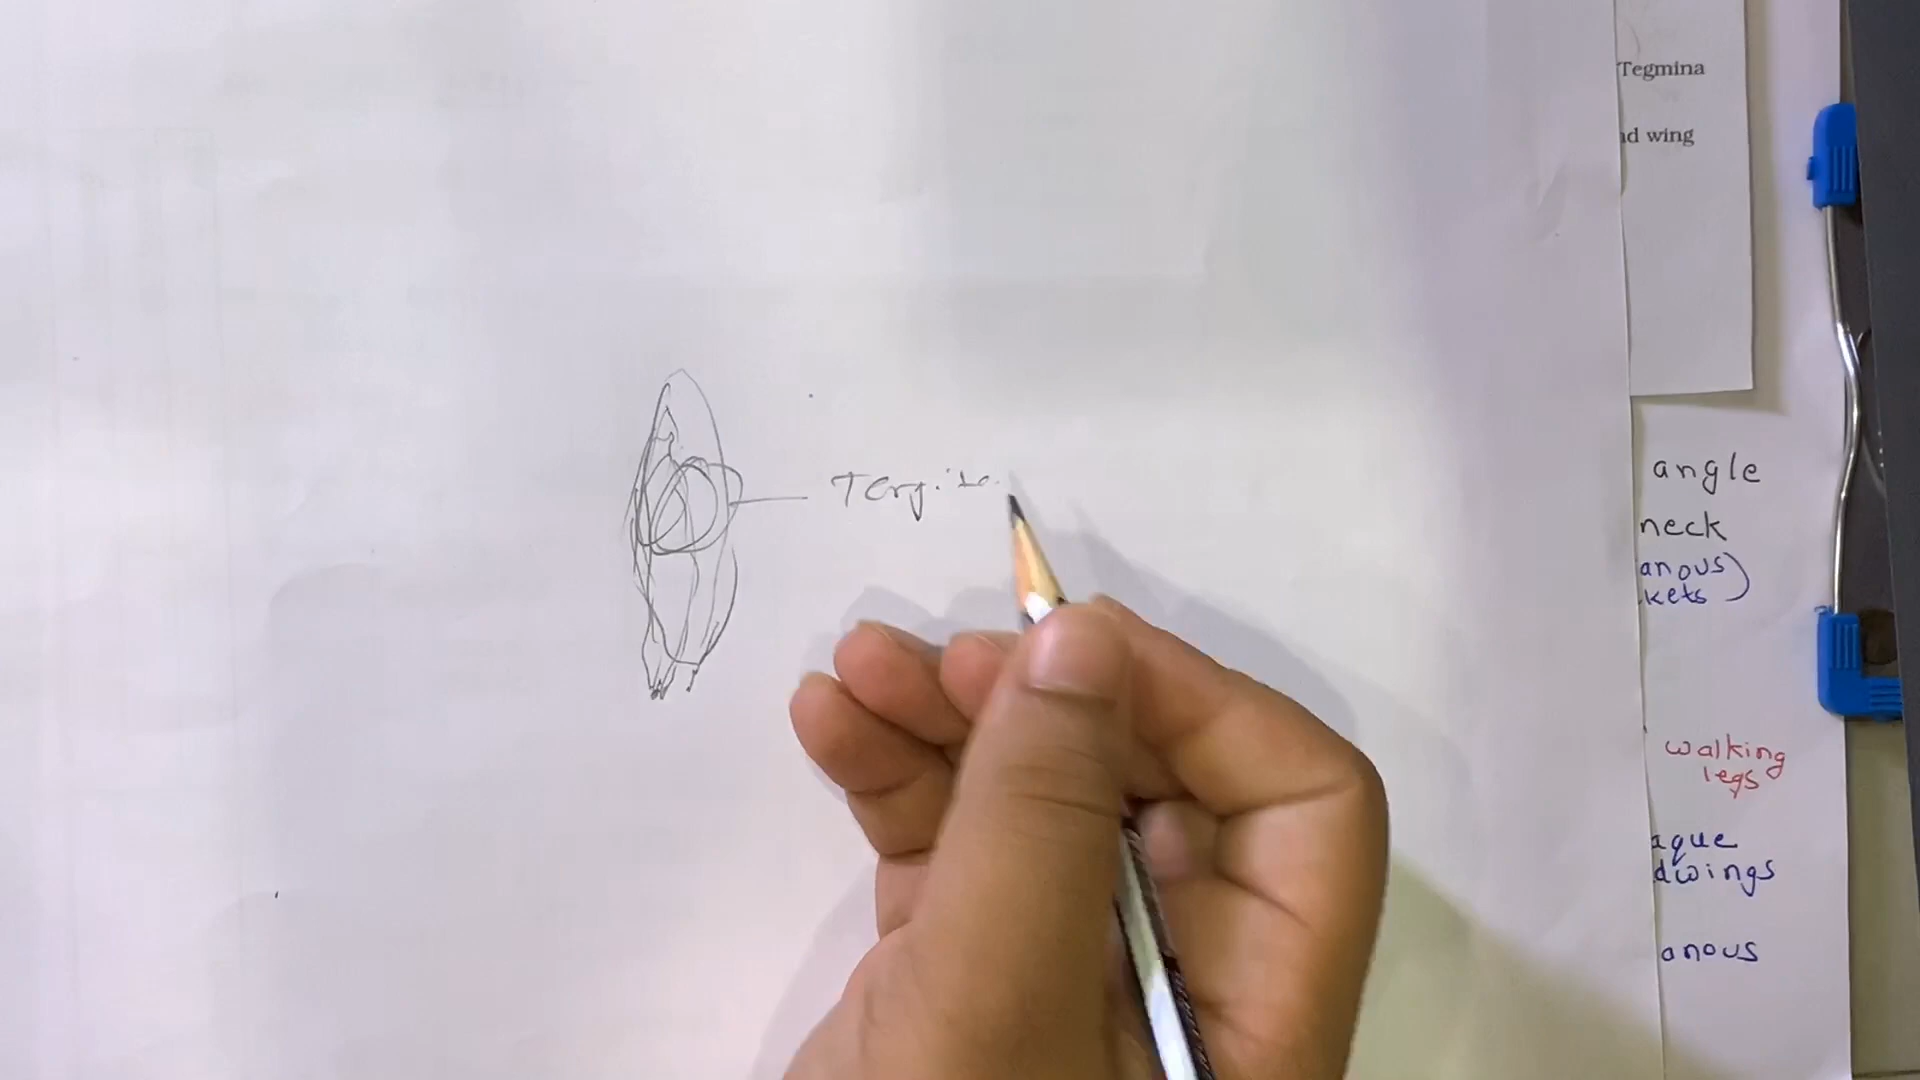 Tegmina
d wing
Tergite
angle
neck
anous)
kets
walking
legs
aque
dwings
anous